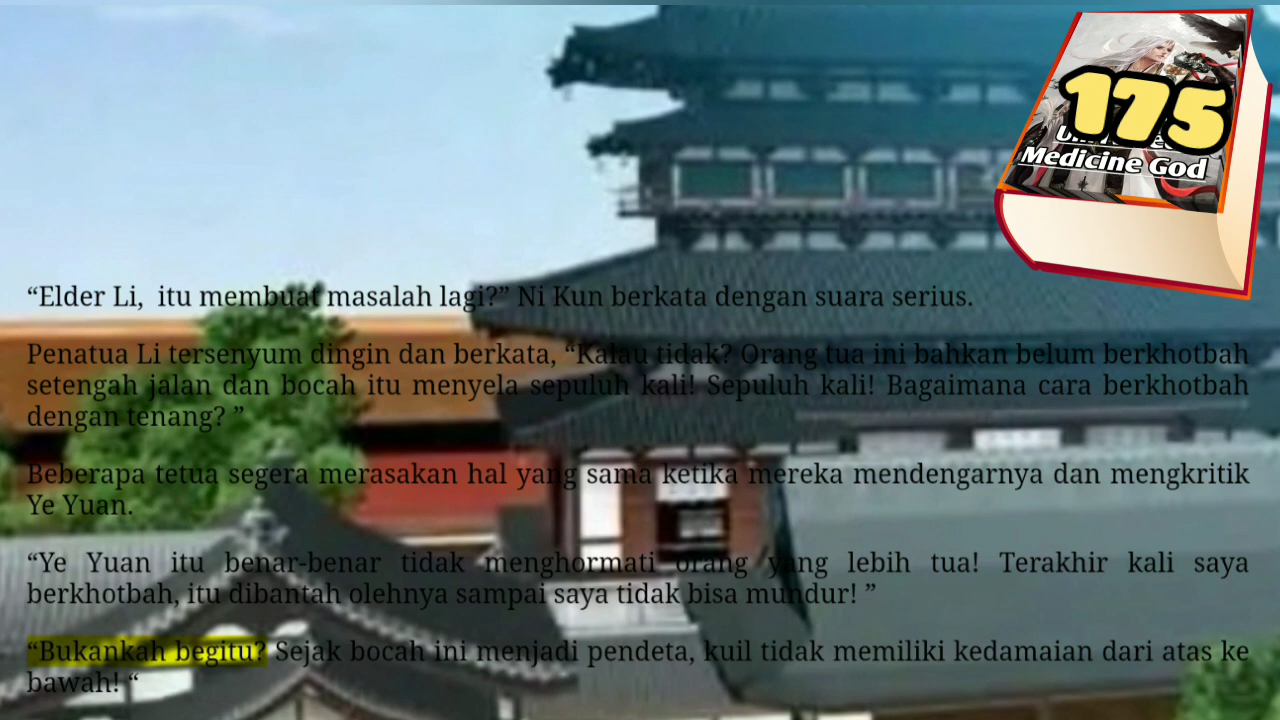 175
Medicine God
“Elder Li, itu membuat masalah lagi?” Ni Kun berkata dengan suara serius.
Penatua Li tersenyum dingin dan berkata, “Kalau tidak? Orang tua ini bahkan belum berkhotbah
setengah jalan dan bocah itu menyela sepuluh kali! Sepuluh kali! Bagaimana cara berkhotbah
dengan tenang? ”
Beberapa tetua segera merasakan hal yang sama ketika mereka mendengarnya dan mengkritik
Ye Yuan.
“Ye Yuan itu benar-benar tidak menghormati orang yang lebih tua! Terakhir kali saya
berkhotbah, itu dibantah olehnya sampai saya tidak bisa mundur! ”
“Bukankah begitu? Sejak bocah ini menjadi pendeta, kuil tidak memiliki kedamaian dari atas ke
bawah! “